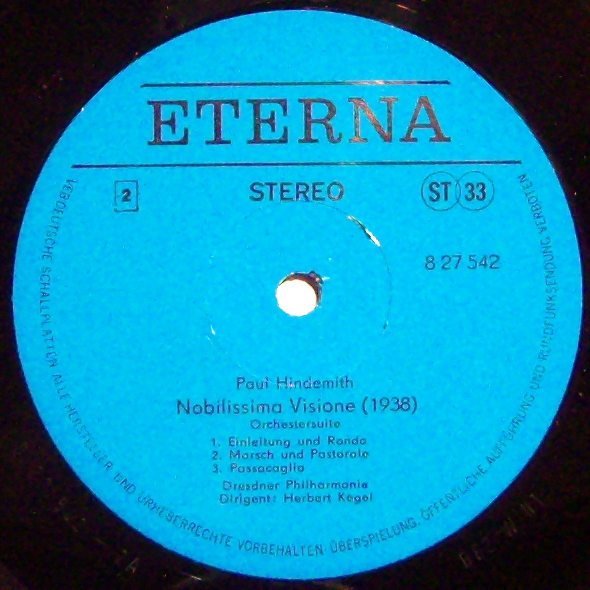 ETERNA
2
STEREO
ST 33
8 27 542
Paul Hindemith
Nobilissima Visione (1938)
Orchestersuite
1. Einleitung und Rondo
2. Marsch und Pastorale
3. Passacaglia
Dresdner Philharmonie
Dirigent: Herbert Kegel
VEB DEUTSCHE SCHALLPLATTEN ALLE HERSTELLER UND URHEBERRECHTE VORBEHALTEN ÜBERSPIELUNG, ÖFFENTLICHE AUFFÜHRUNG UND RUNDFUNKSENDUNG VERBOTEN